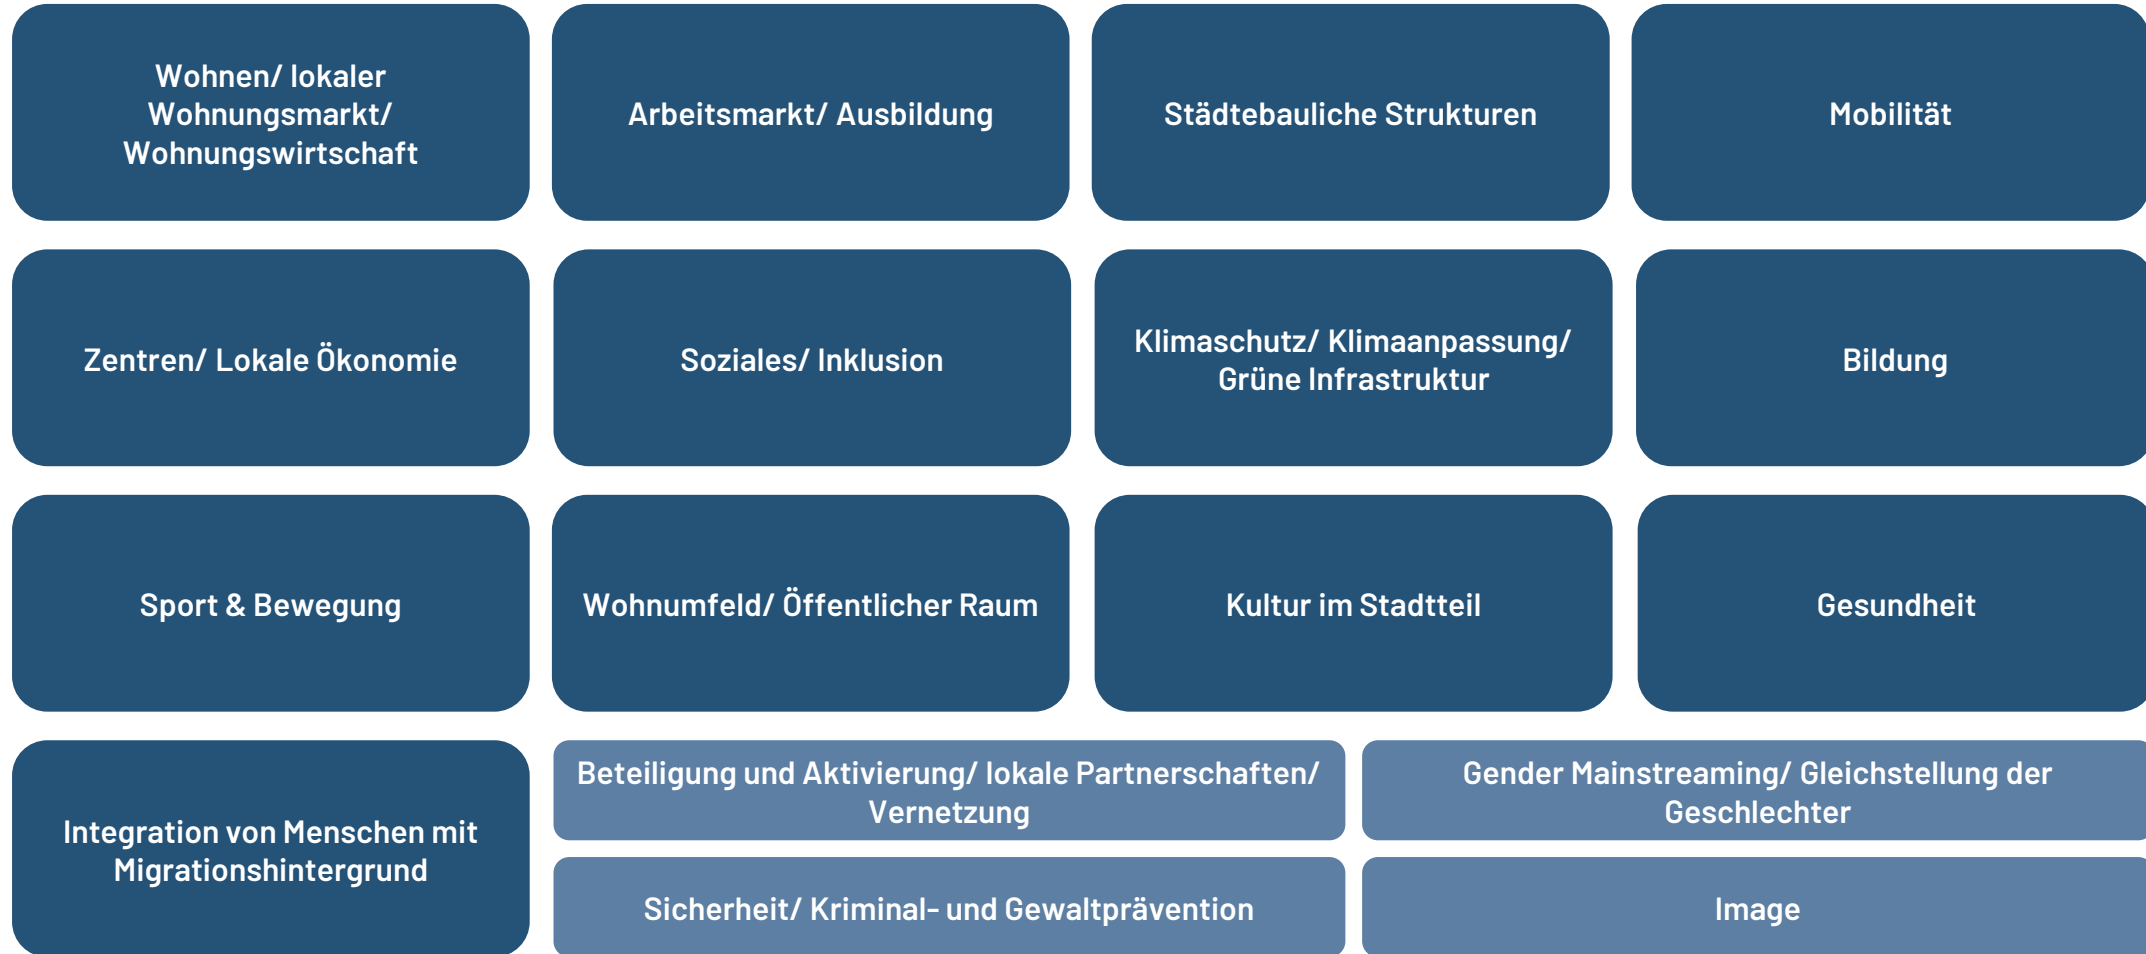 Wohnen/ lokaler
Wohnungsmarkt/
Wohnungswirtschaft
Arbeitsmarkt/ Ausbildung
Städtebauliche Strukturen
Mobilität
Zentren/ Lokale Ökonomie
Soziales/ Inklusion
Klimaschutz/ Klimaanpassung/
Grüne Infrastruktur
Bildung
Sport & Bewegung
Wohnumfeld/ Öffentlicher Raum
Kultur im Stadtteil
Gesundheit
Integration von Menschen mit
Migrationshintergrund
Beteiligung und Aktivierung/ lokale Partnerschaften/
Vernetzung
Gender Mainstreaming/ Gleichstellung der
Geschlechter
Sicherheit/ Kriminal- und Gewaltprävention
Image